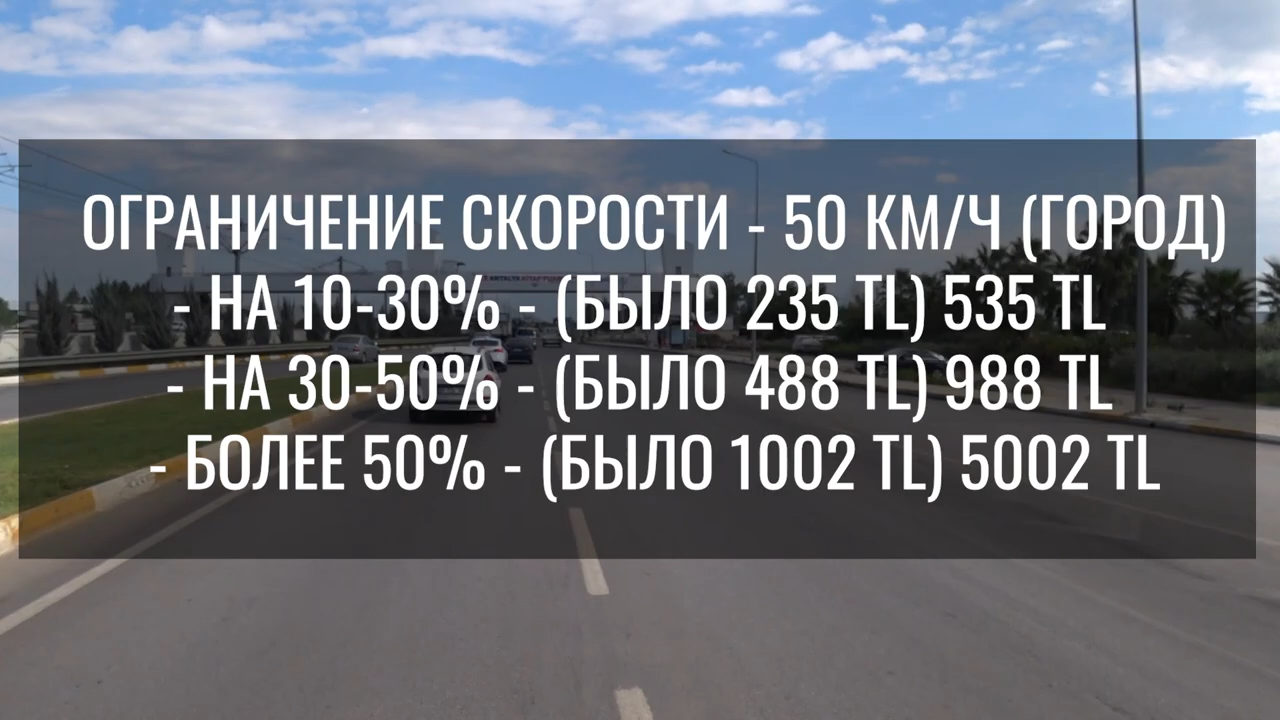 ОГРАНИЧЕНИЕ СКОРОСТИ - 50 КМ/Ч (ГОРОД)
- НА 10-30% - (БЫЛО 235 TL) 535 TL
- НА 30-50% - (БЫЛО 488 TL) 988 TL
- БОЛЕЕ 50% - (БЫЛО 1002 TL) 5002 TL